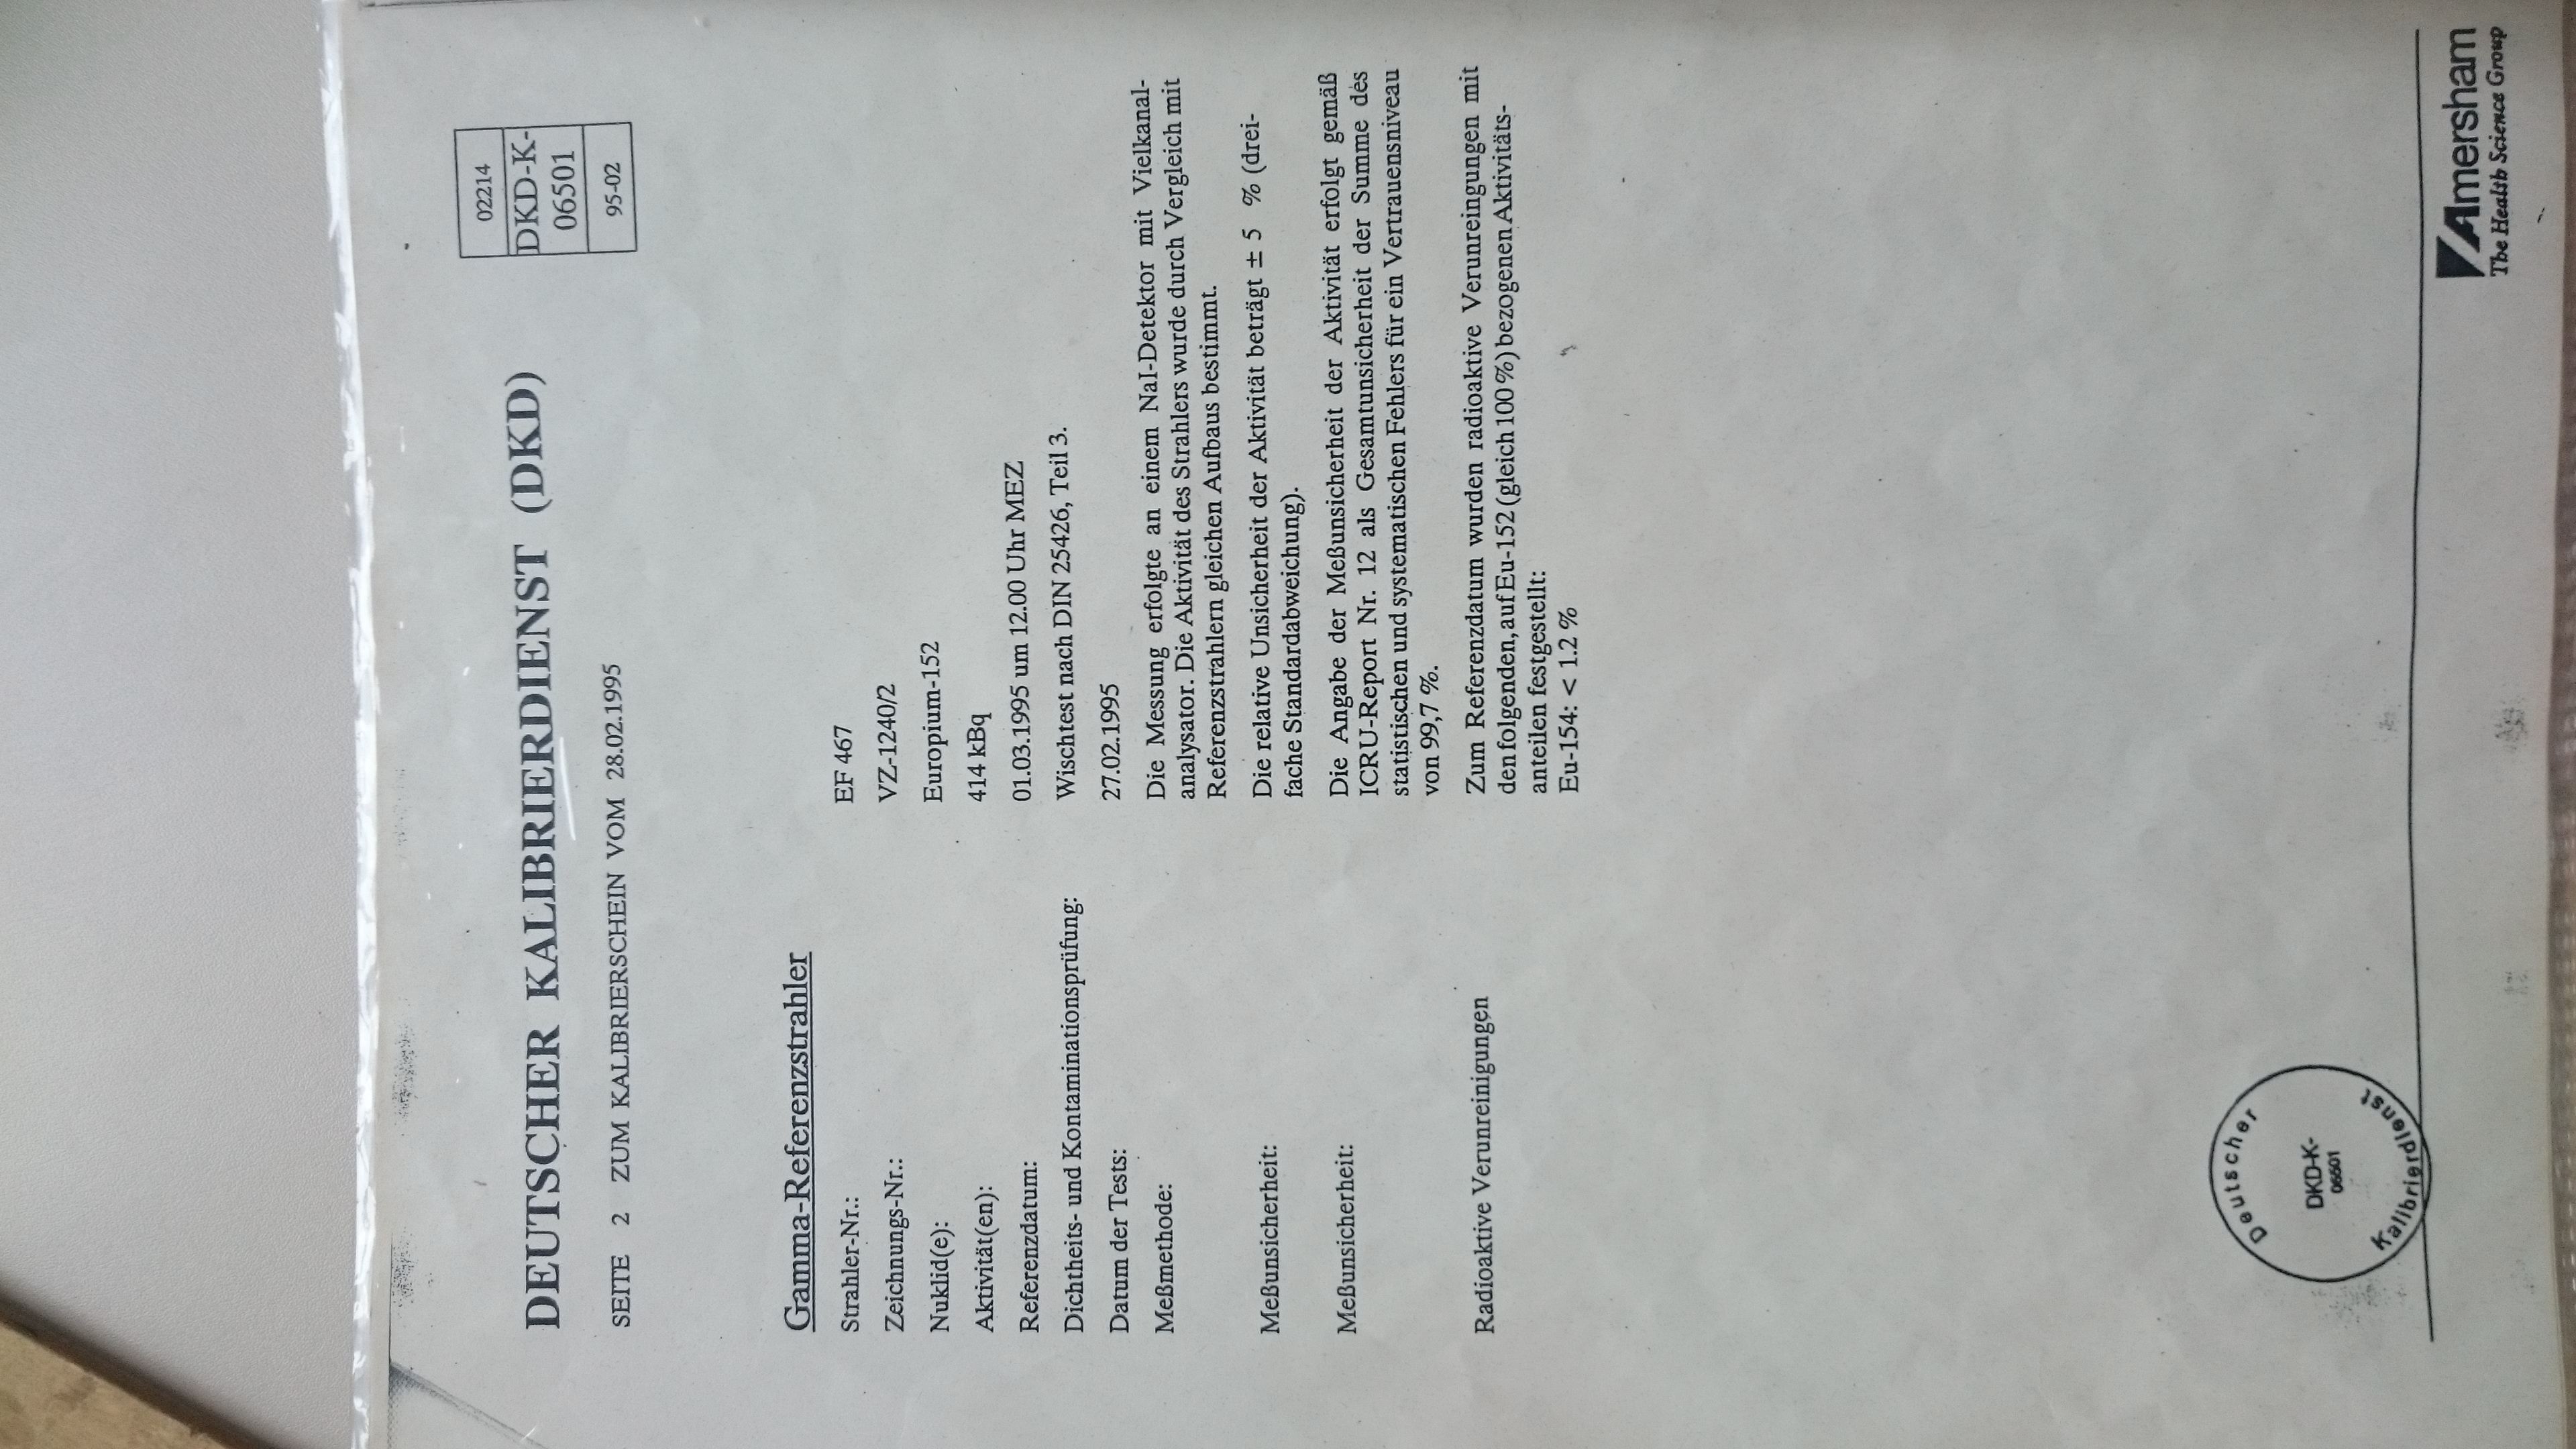 02214
DKD-K-
06501
95-02
DEUTSCHER KALIBRIERDIENST (DKD)
SEITE 2 ZUM KALIBRIERSCHEIN VOM 28.02.1995
Gamma-Referenzstrahler
Strahler-Nr.: EF 467
Zeichnungs-Nr.: VZ-1240/2
Nuklid(e): Europium-152
Aktivität(en): 414 kBq
Referenzdatum: 01.03.1995 um 12.00 Uhr MEZ
Dichtheits- und Kontaminationsprüfung: Wischtest nach DIN 25426, Teil 3.
Datum der Tests: 27.02.1995
Meßmethode: Die Messung erfolgte an einem NaI-Detektor mit Vielkanal-
analysator. Die Aktivität des Strahlers wurde durch Vergleich mit
Referenzstrahlern gleichen Aufbaus bestimmt.
Meßunsicherheit: Die relative Unsicherheit der Aktivität beträgt ± 5 % (drei-
fache Standardabweichung).
Meßunsicherheit: Die Angabe der Meßunsicherheit der Aktivität erfolgt gemäß
ICRU-Report Nr. 12 als Gesamtunsicherheit der Summe des
statistischen und systematischen Fehlers für ein Vertrauensniveau
von 99,7 %.
Radioaktive Verunreinigungen Zum Referenzdatum wurden radioaktive Verunreingungen mit
den folgenden, auf Eu-152 (gleich 100 %) bezogenen Aktivitäts-
anteilen festgestellt:
Eu-154: < 1.2 %
Deutscher
DKD-K-
06501
Kalibrierdienst
Amersham
The Health Science Group